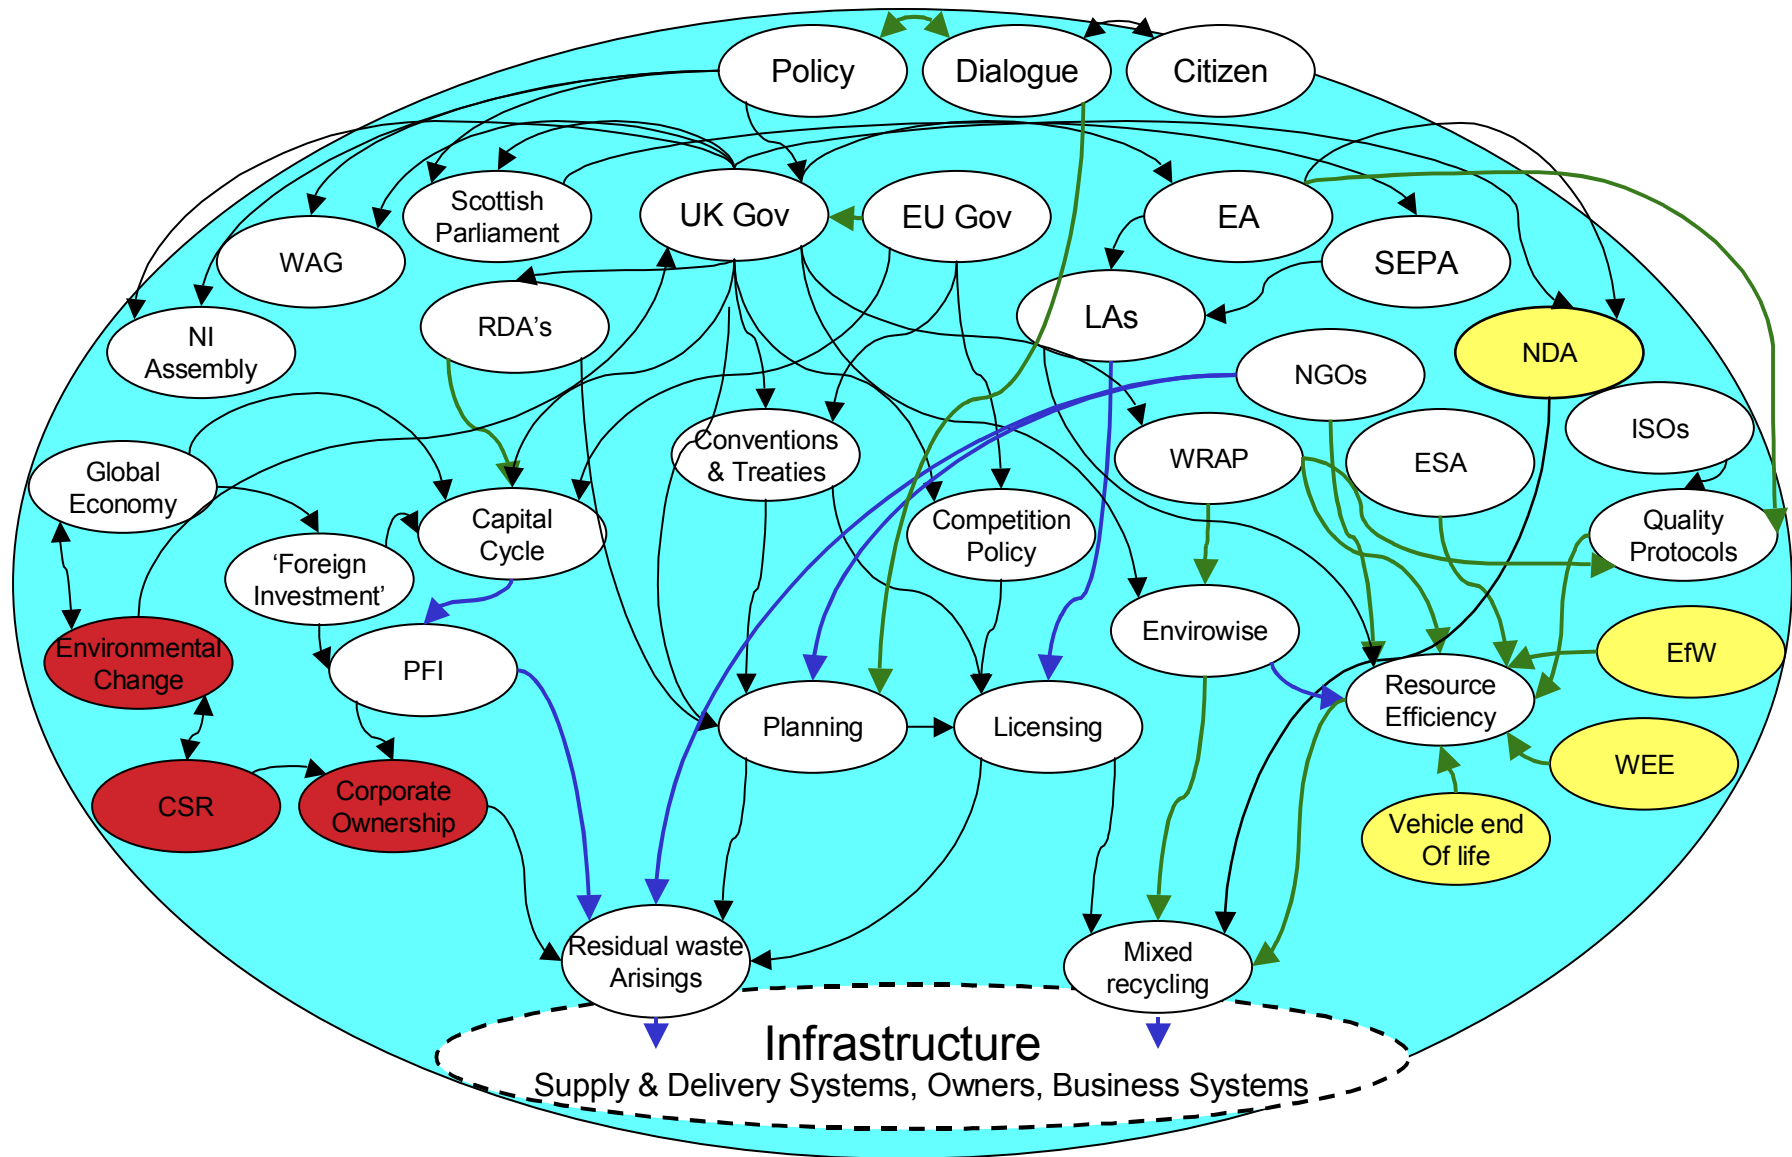 Policy
Dialogue
Citizen
Scottish
Parliament
UK Gov
EU Gov
EA
WAG
SEPA
NI
Assembly
RDA's
LAs
NDA
NGOs
Conventions
& Treaties
WRAP
ESA
ISOs
Global
Economy
Capital
Cycle
Competition
Policy
Quality
Protocols
‘Foreign
Investment’
Environmental
Change
PFI
Envirowise
EfW
Planning
Licensing
Resource
Efficiency
WEE
CSR
Corporate
Ownership
Vehicle end
Of life
Residual waste
Arisings
Mixed
recycling
Infrastructure
Supply & Delivery Systems, Owners, Business Systems